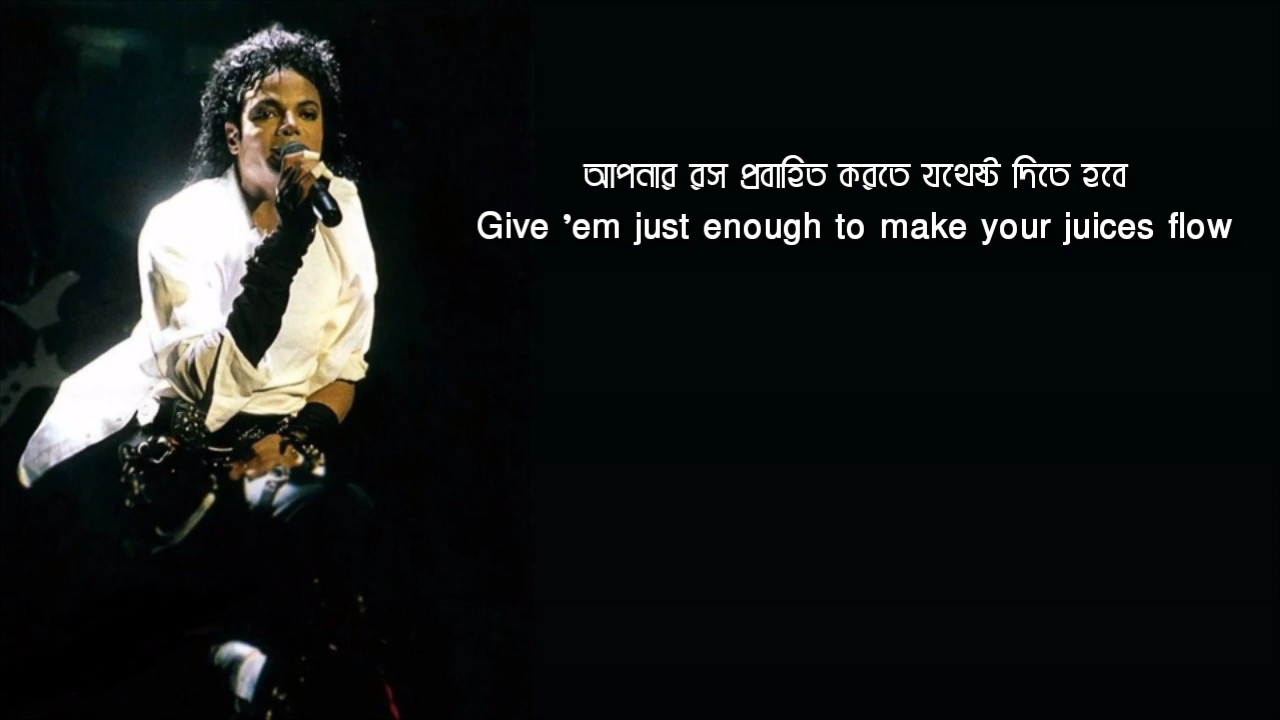 আপনার রস প্রবাহিত করতে যথেষ্ট দিতে হবে
Give ’em just enough to make your juices flow